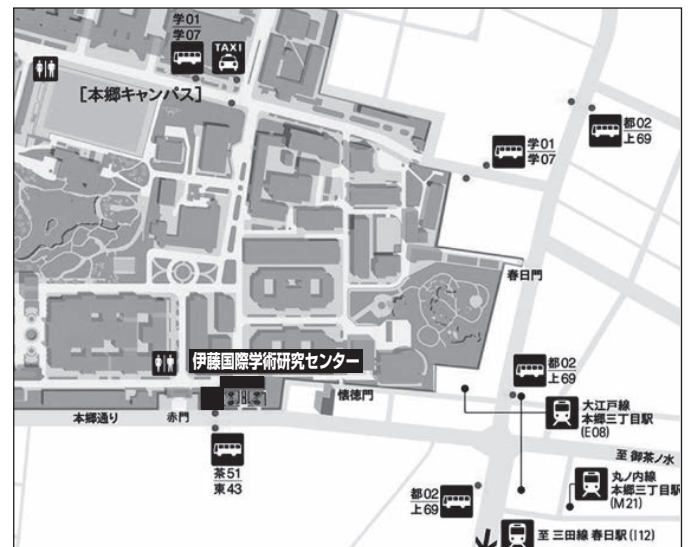 学01
学07
TAXI
[本郷キャンパス]
都02
上69
学01
学07
春日門
伊藤国際学術研究センター
都02
上69
懐徳門
本郷通り
赤門
大江戸線
本郷三丁目駅
(E08)
茶51
東43
至 御茶ノ水
丸ノ内線
本郷三丁目駅
(M21)
都02
上69
至 三田線 春日駅(I12)